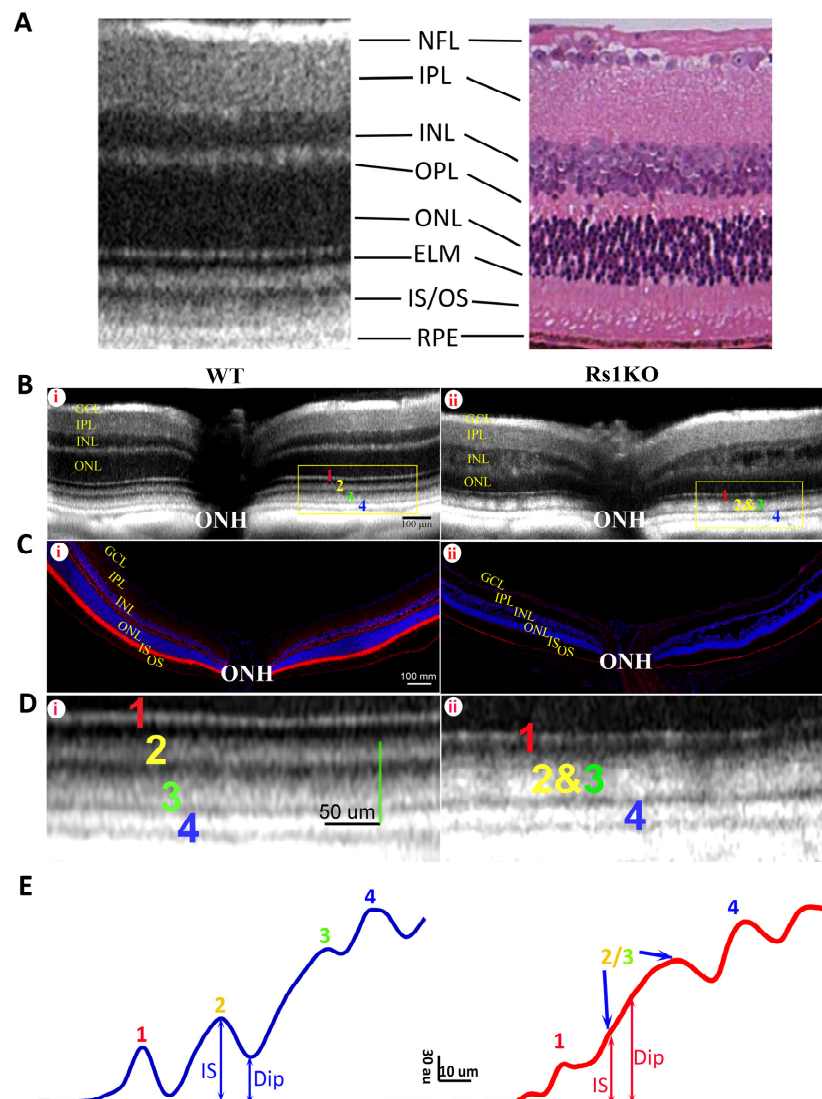 A
NFL
IPL
INL
OPL
ONL
ELM
IS/OS
RPE
WT
Rs1KO
B
i
GCL
IPL
INL
ONL
1
2
3
4
ONH
100 µm
ii
GCL
IPL
INL
ONL
1
2&3
4
ONH
C
i
GCL
IPL
INL
ONL
IS
OS
ONH
100 mm
ii
GCL
IPL
INL
ONL
IS
OS
ONH
D
i
1
2
3
4
50 um
ii
1
2&3
4
E
1
2
3
4
IS
Dip
1
2/3
4
IS
Dip
30 au
10 um